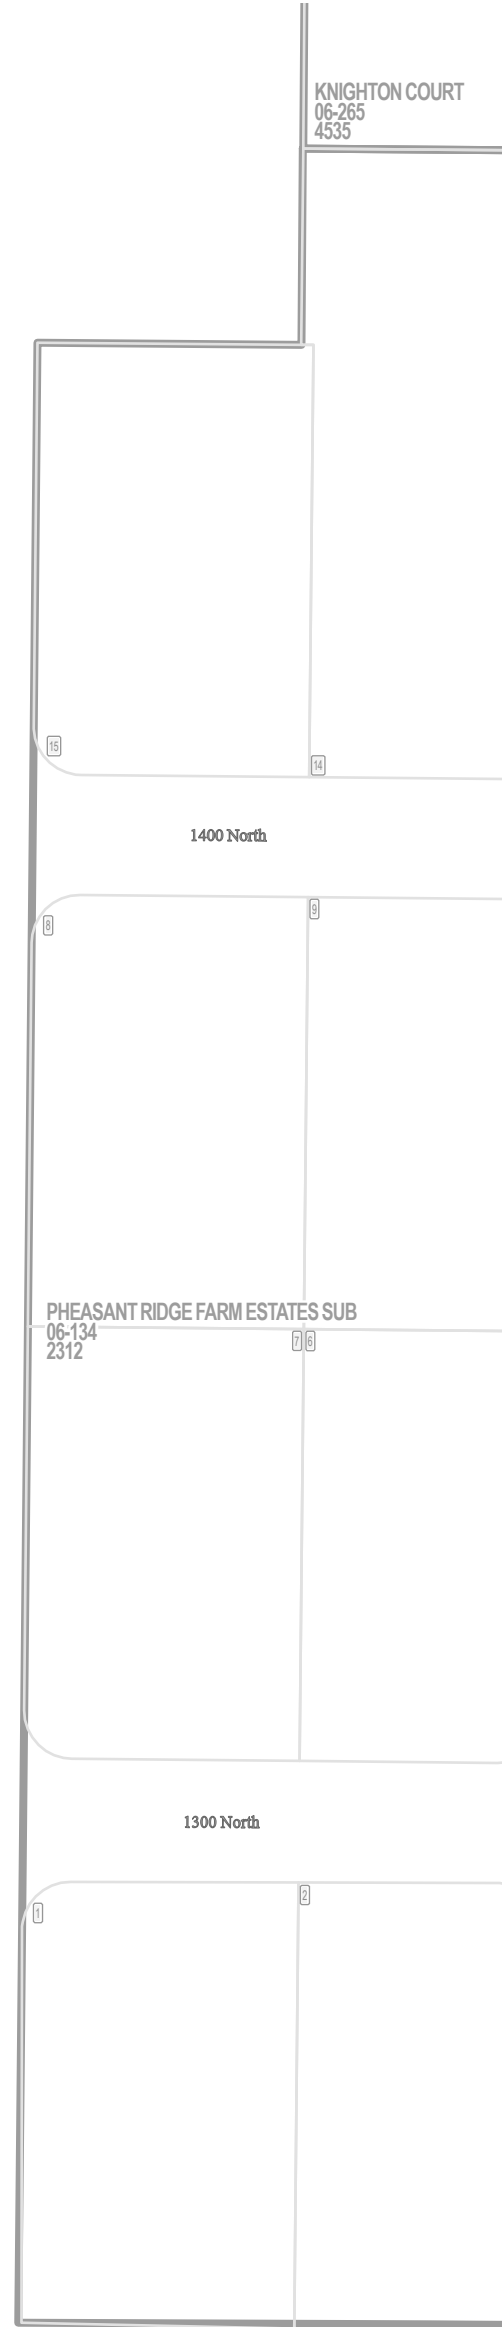 KNIGHTON COURT
06-265
4535
15
14
1400 North
8
9
PHEASANT RIDGE FARM ESTATES SUB
06-134
2312
7 6
1300 North
1
2